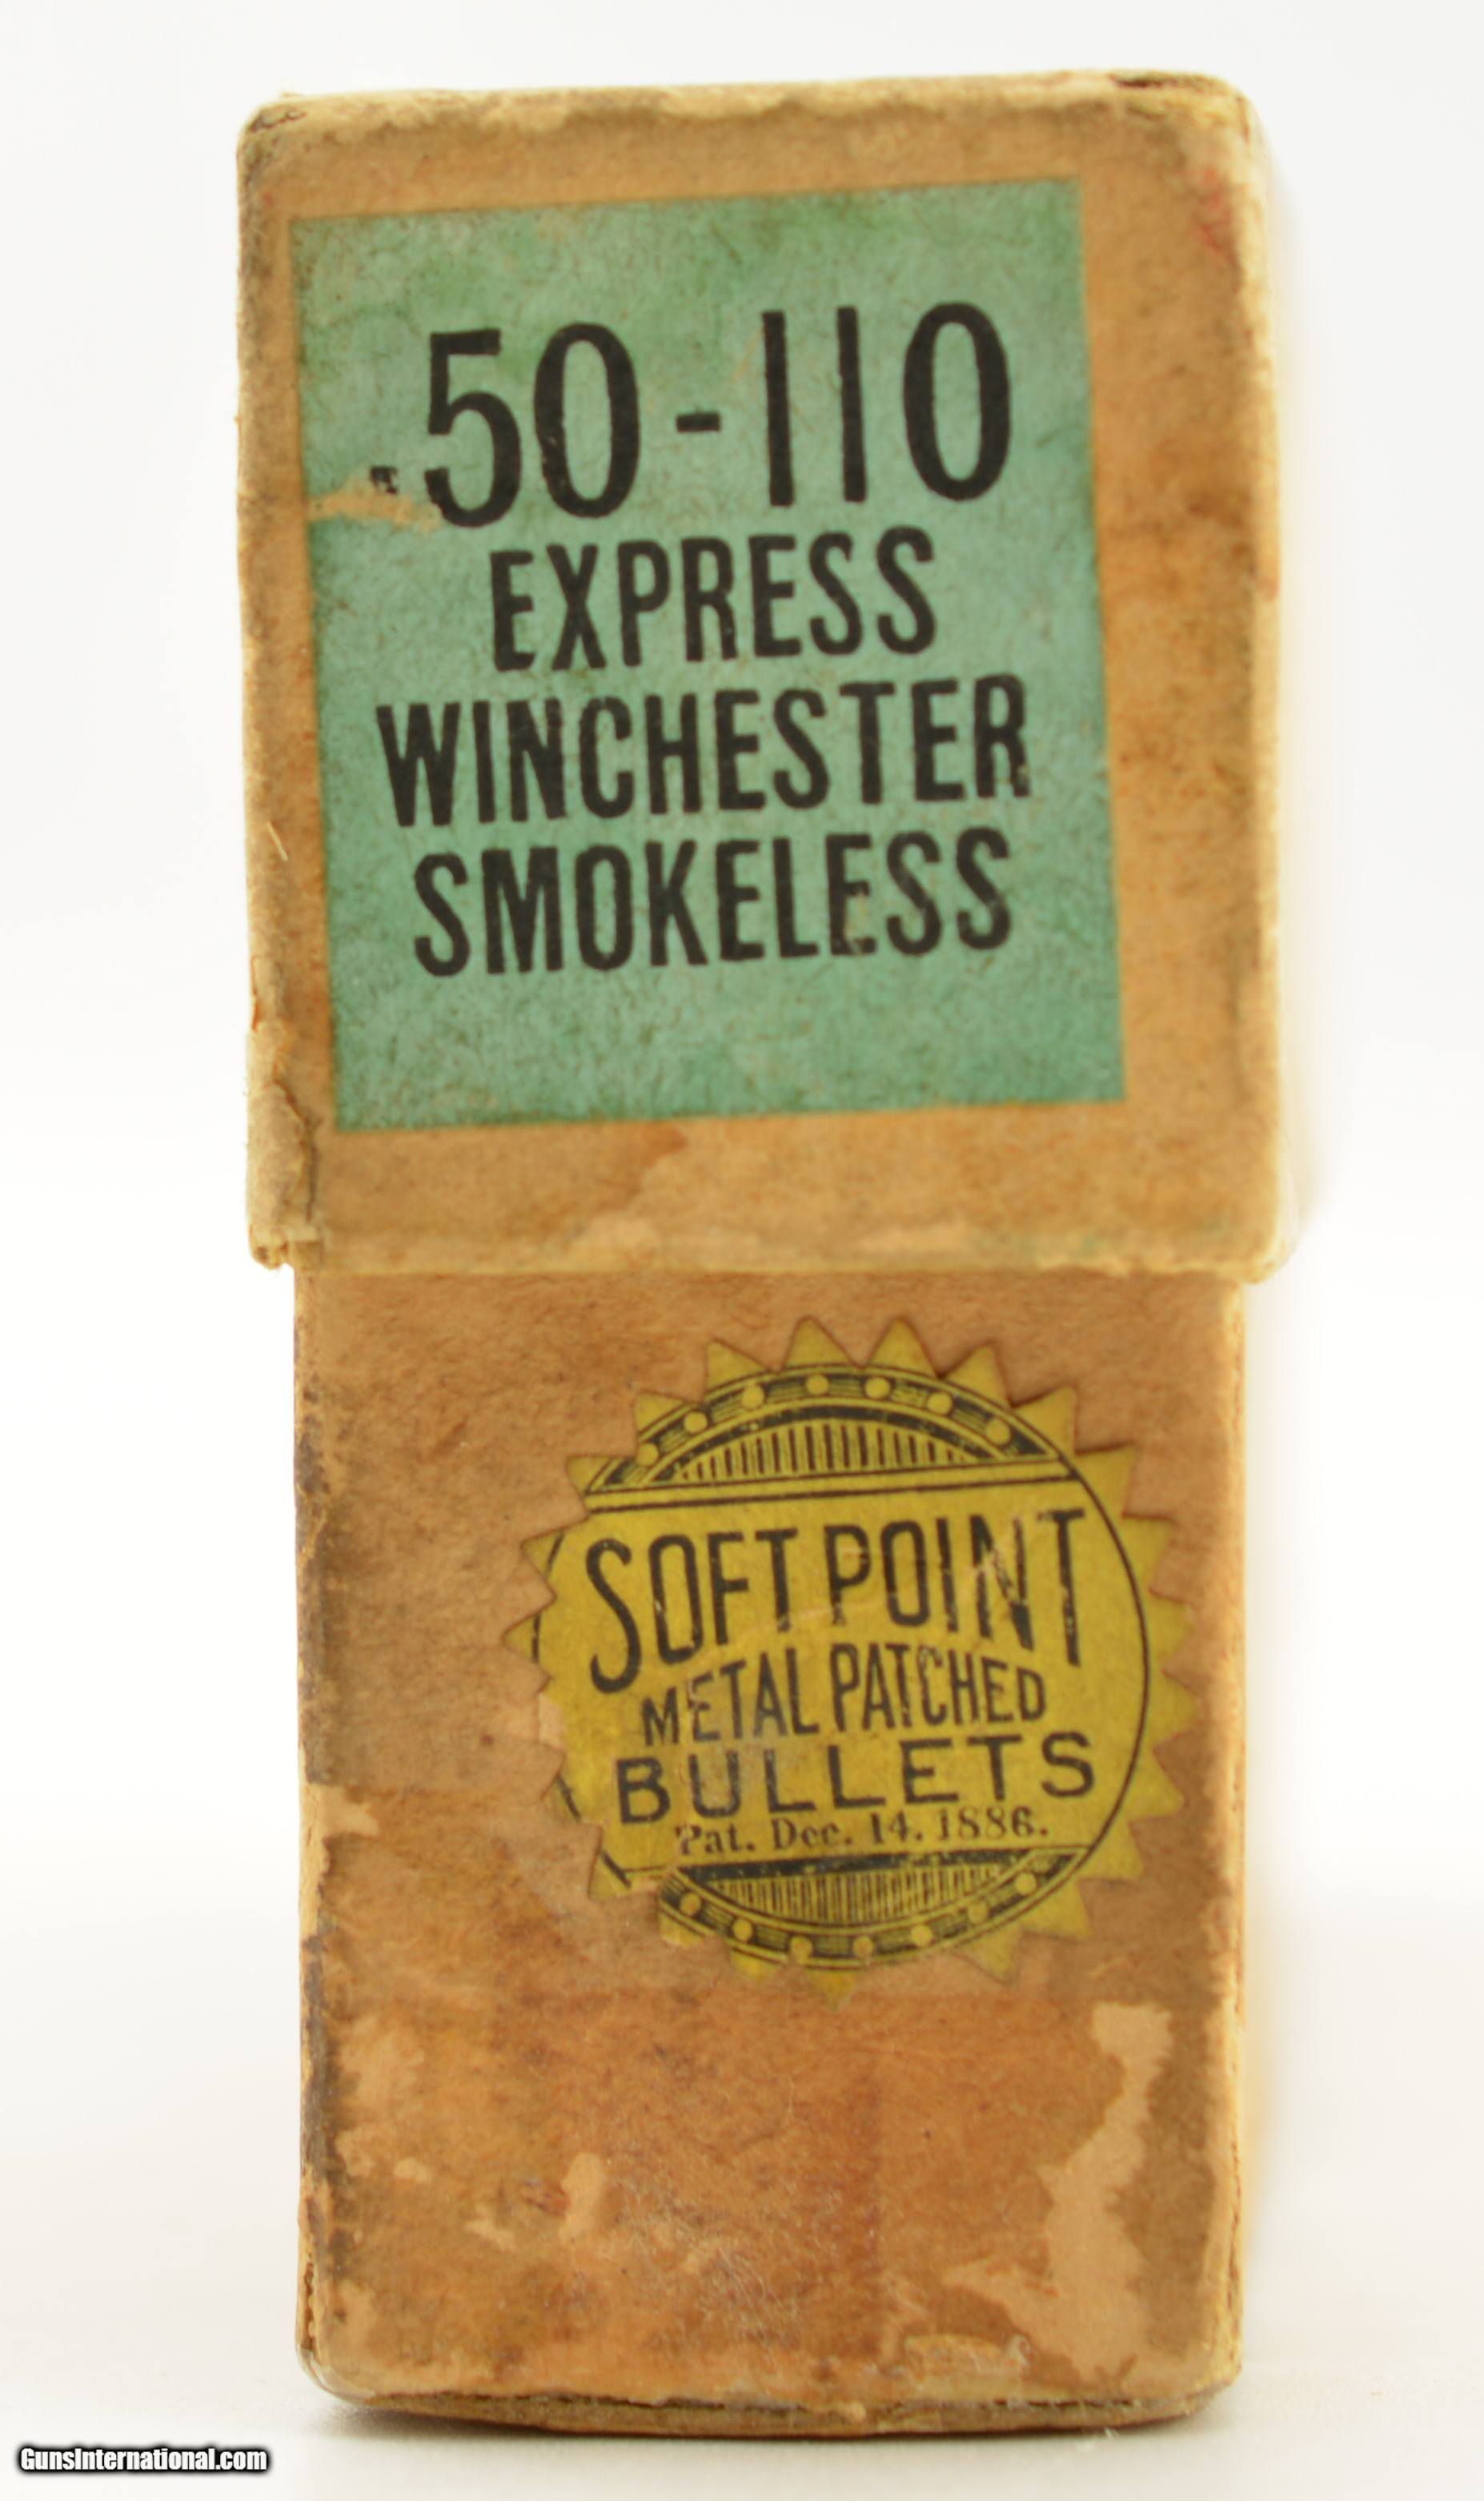 .50-110
EXPRESS
WINCHESTER
SMOKELESS
SOFT POINT
METAL PATCHED
BULLETS
Pat. Dec. 14. 1886.
GunsInternational.com